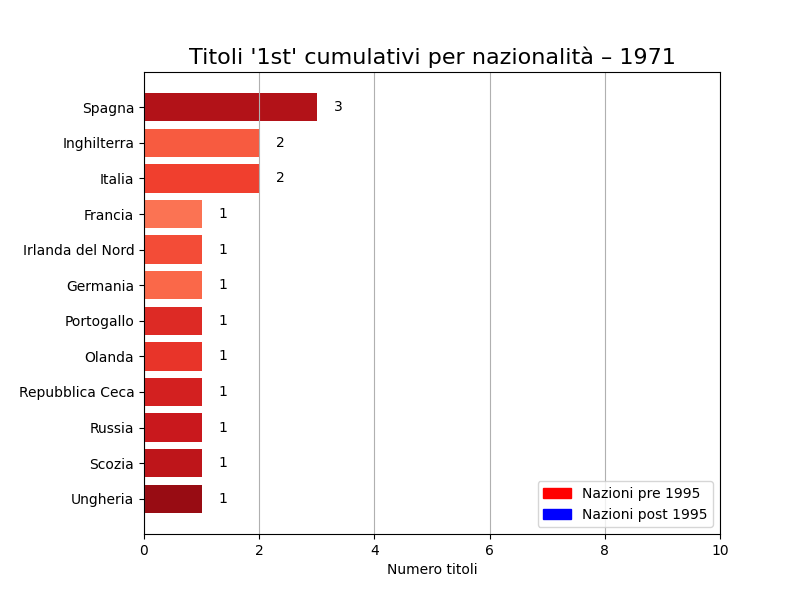 Titoli '1st' cumulativi per nazionalità – 1971
Spagna 3
Inghilterra 2
Italia 2
Francia 1
Irlanda del Nord 1
Germania 1
Portogallo 1
Olanda 1
Repubblica Ceca 1
Russia 1
Scozia 1
Ungheria 1
Nazioni pre 1995
Nazioni post 1995
0 2 4 6 8 10
Numero titoli